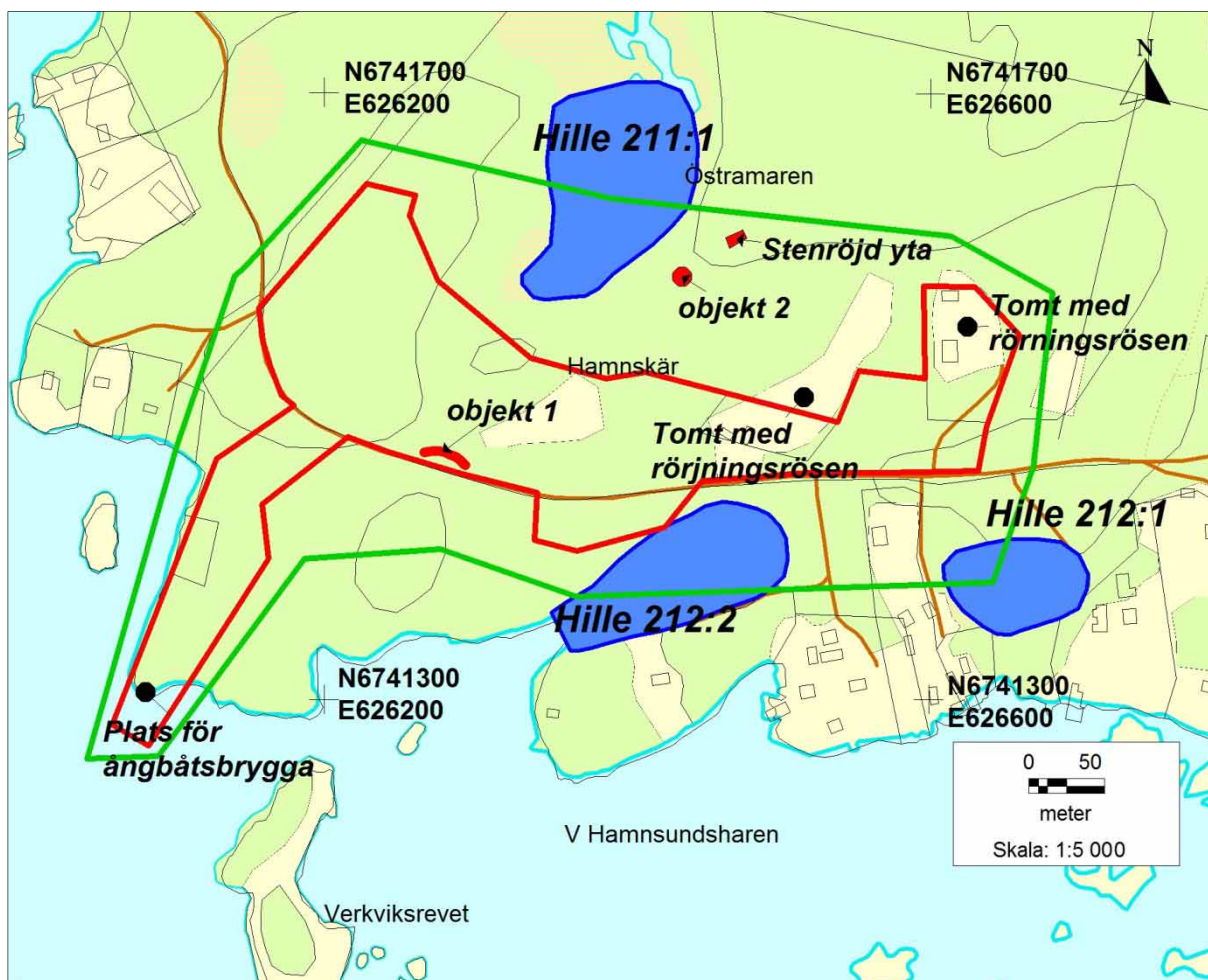 N6741700
E626200
N6741700
E626600
N
Hille 211:1
Östramaren
Stenröjd yta
objekt 2
Tomt med
rörningsrösen
Hamnskär
objekt 1
Tomt med
rörjningsrösen
Hille 212:1
Hille 212:2
N6741300
E626200
N6741300
E626600
Plats för
ångbåtsbrygga
0 50
meter
Skala: 1:5 000
V Hamnsundsharen
Verkviksrevet